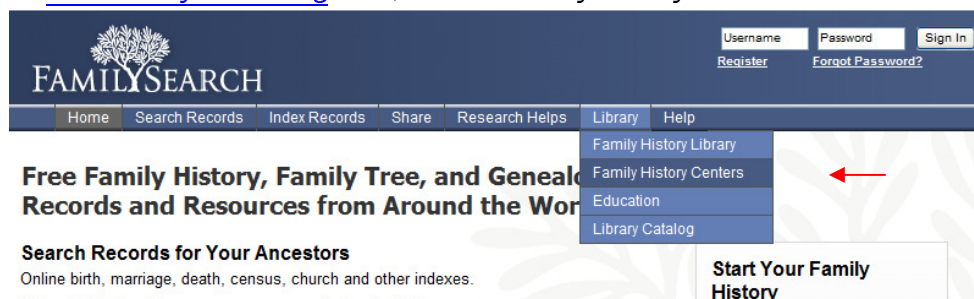 Username Password Sign In
FAMILYSEARCH
Register Forgot Password?
Home Search Records Index Records Share Research Helps Library Help
Family History Library
Free Family History, Family Tree, and
Family History Centers
Records and Resources from Around the
Education
Library Catalog
Search Records for Your Ancestors
Online birth, marriage, death, census, church and other indexes.
Start Your Family
History